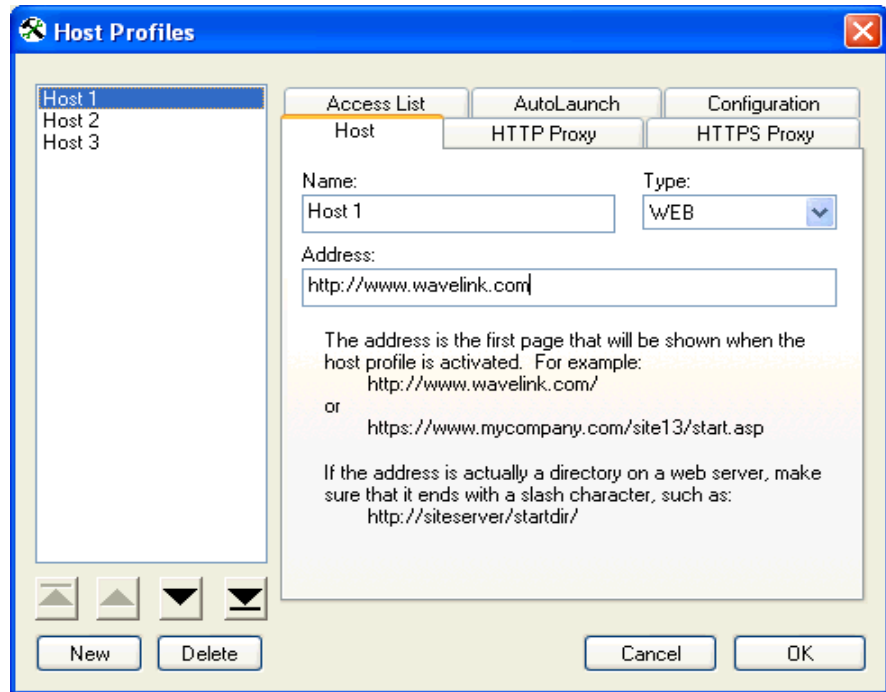 Host Profiles
Host 1
Host 2
Host 3
Access List
AutoLaunch
Configuration
Host
HTTP Proxy
HTTPS Proxy
Name:
Type:
Host 1
WEB
Address:
http://www.wavelink.com
The address is the first page that will be shown when the
host profile is activated.  For example:
http://www.wavelink.com/
or
https://www.mycompany.com/site13/start.asp
If the address is actually a directory on a web server, make
sure that it ends with a slash character, such as:
http://siteserver/startdir/
New
Delete
Cancel
OK